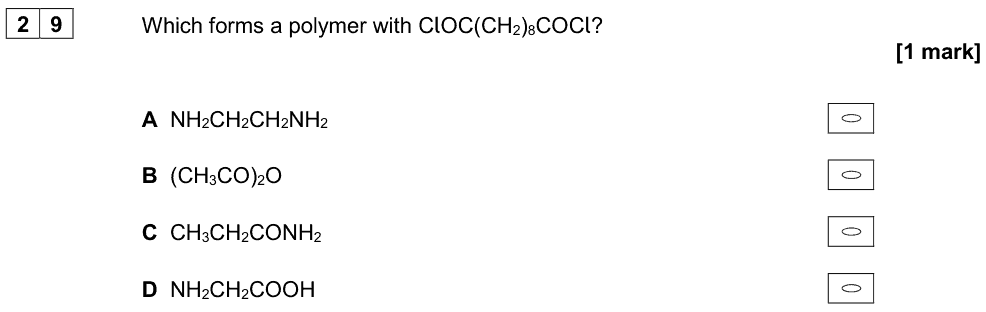 2 9 Which forms a polymer with ClOC(CH₂)₈COCl?
[1 mark]
A NH₂CH₂CH₂NH₂
B (CH₃CO)₂O
C CH₃CH₂CONH₂
D NH₂CH₂COOH